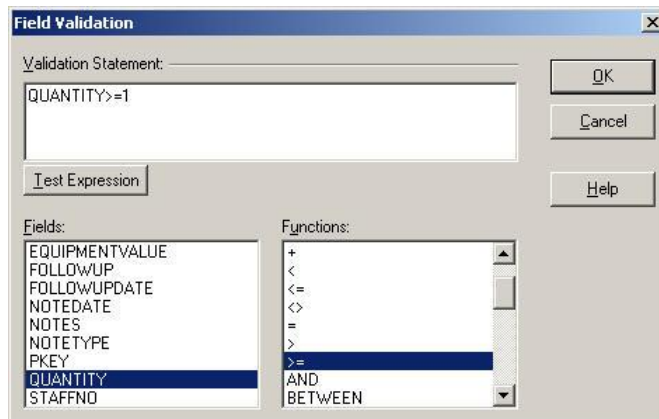 Field Validation
Validation Statement:
QUANTITY>=1
OK
Cancel
Test Expression
Help
Fields:
EQUIPMENTVALUE
FOLLOWUP
FOLLOWUPDATE
NOTEDATE
NOTES
NOTETYPE
PKEY
QUANTITY
STAFFNO
Functions:
+
<
<=
<>
=
>
>=
AND
BETWEEN